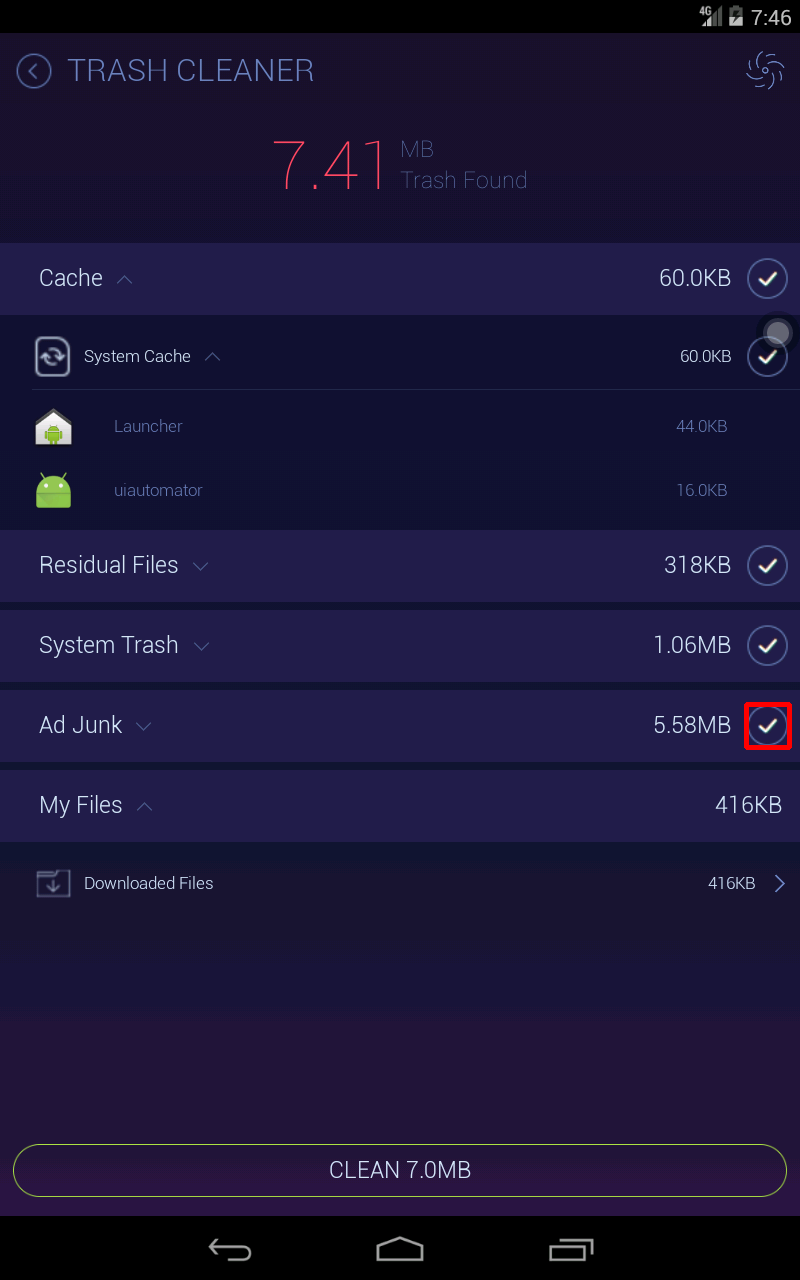 4G 7:46
TRASH CLEANER
7.41 MB
Trash Found
Cache 60.0KB
System Cache 60.0KB
Launcher 44.0KB
uiautomator 16.0KB
Residual Files 318KB
System Trash 1.06MB
Ad Junk 5.58MB
My Files 416KB
Downloaded Files 416KB
CLEAN 7.0MB